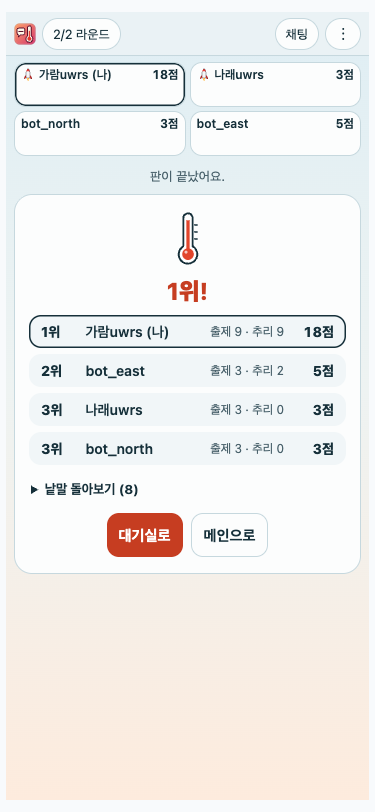 2/2 라운드
채팅
가람uwrs (나) 18점
나래uwrs 3점
bot_north 3점
bot_east 5점
판이 끝났어요.
1위!
1위 가람uwrs (나) 출제 9 · 추리 9 18점
2위 bot_east 출제 3 · 추리 2 5점
3위 나래uwrs 출제 3 · 추리 0 3점
3위 bot_north 출제 3 · 추리 0 3점
▶ 낱말 돌아보기 (8)
대기실로
메인으로